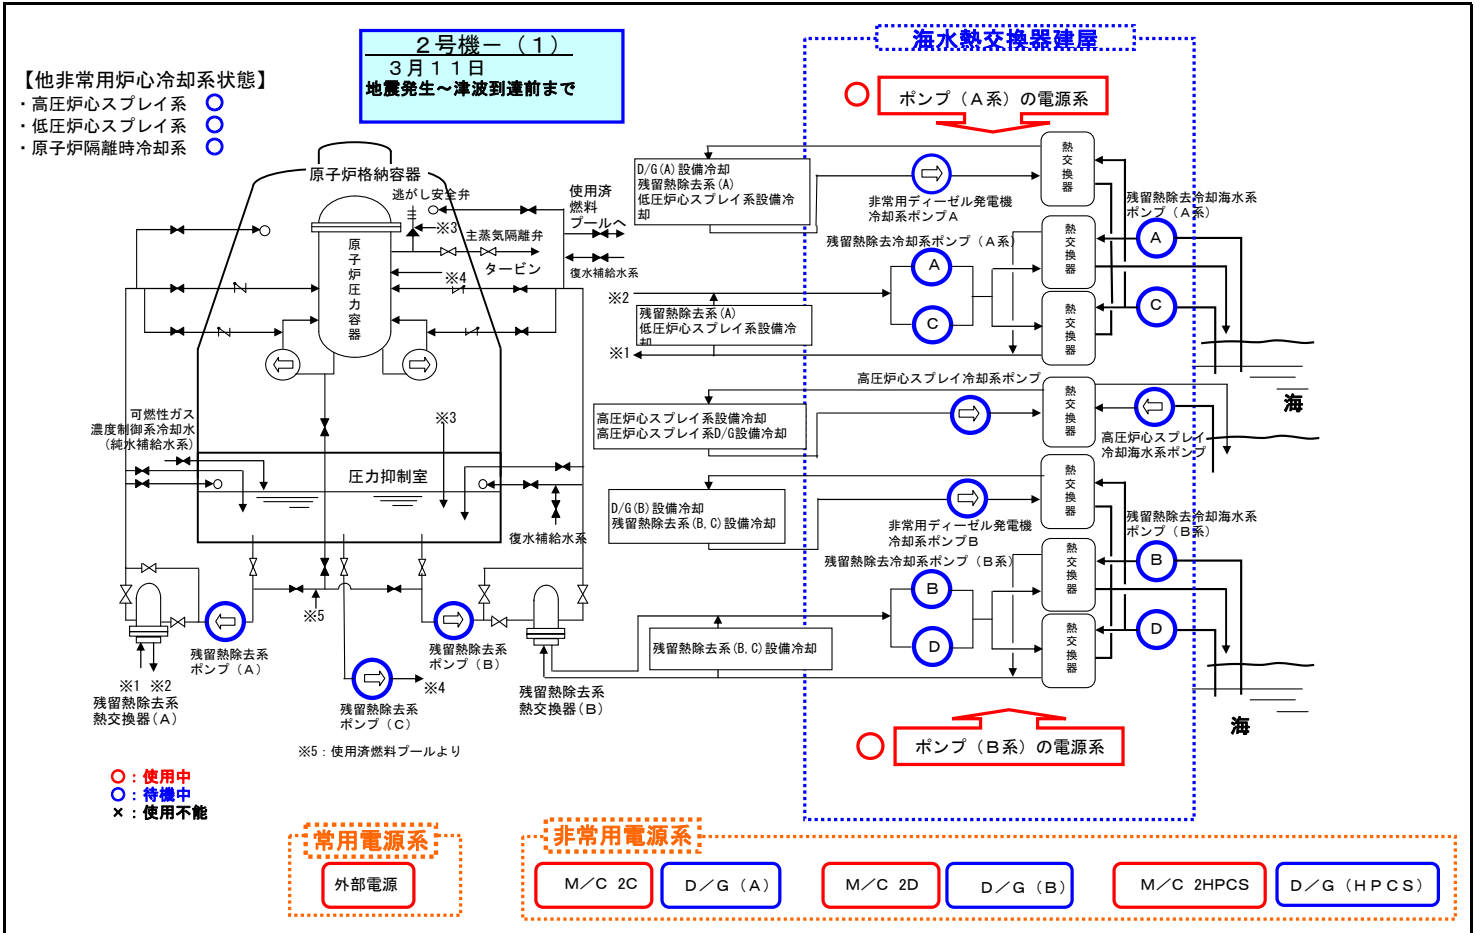 ２号機－（１）
３月１１日
地震発生～津波到達前まで
【他非常用炉心冷却系状態】
・高圧炉心スプレイ系 ○
・低圧炉心スプレイ系 ○
・原子炉隔離時冷却系 ○
海水熱交換器建屋
ポンプ（Ａ系）の電源系
原子炉格納容器
逃がし安全弁
※3
主蒸気隔離弁
タービン
※4
使用済
燃料
プールへ
復水補給水系
原子炉圧力容器
D/G(A)設備冷却
残留熱除去系(A)
低圧炉心スプレイ系設備冷却
非常用ディーゼル発電機
冷却系ポンプA
熱交換器
残留熱除去冷却海水系
ポンプ（Ａ系）
残留熱除去冷却系ポンプ（Ａ系）
A
C
熱交換器
熱交換器
A
C
※2
残留熱除去系(A)
低圧炉心スプレイ系設備冷却
※1
海
高圧炉心スプレイ冷却系ポンプ
高圧炉心スプレイ系設備冷却
高圧炉心スプレイ系D/G設備冷却
熱交換器
高圧炉心スプレイ
冷却海水系ポンプ
可燃性ガス
濃度制御系冷却水
(純水補給水系)
※3
圧力抑制室
復水補給水系
D/G(B)設備冷却
残留熱除去系(B,C)設備冷却
非常用ディーゼル発電機
冷却系ポンプB
熱交換器
残留熱除去冷却海水系
ポンプ（Ｂ系）
残留熱除去冷却系ポンプ（Ｂ系）
B
D
熱交換器
熱交換器
B
D
残留熱除去系(B,C)設備冷却
海
※5
残留熱除去系
ポンプ（A）
残留熱除去系
ポンプ（B）
※1 ※2
残留熱除去系
熱交換器(A)
※4
残留熱除去系
ポンプ（C）
残留熱除去系
熱交換器(B)
※5：使用済燃料プールより
ポンプ（Ｂ系）の電源系
○：使用中
○：待機中
×：使用不能
常用電源系
外部電源
非常用電源系
Ｍ／Ｃ 2C
Ｄ／Ｇ（Ａ）
Ｍ／Ｃ 2D
Ｄ／Ｇ（Ｂ）
Ｍ／Ｃ 2HPCS
Ｄ／Ｇ（ＨＰＣＳ）